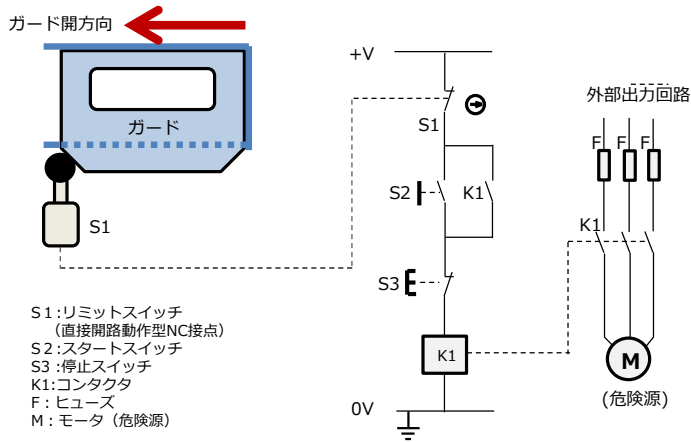 ガード開方向
ガード
S1
+V
S1
S2
K1
S3
K1
0V
外部出力回路
F
F
F
K1
M
(危険源)
S1:リミットスイッチ
（直接開路動作型NC接点）
S2:スタートスイッチ
S3:停止スイッチ
K1:コンタクタ
F：ヒューズ
M：モータ（危険源）